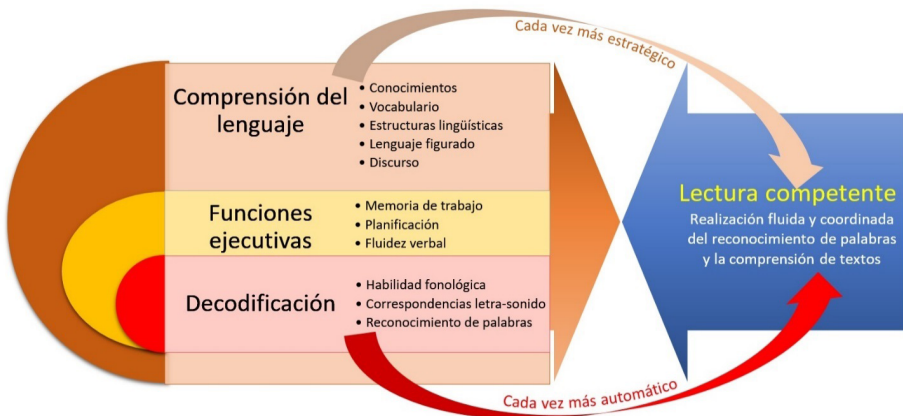 Cada vez más estratégico
Comprensión del
lenguaje
• Conocimientos
• Vocabulario
• Estructuras lingüísticas
• Lenguaje figurado
• Discurso
Funciones
ejecutivas
• Memoria de trabajo
• Planificación
• Fluidez verbal
Decodificación
• Habilidad fonológica
• Correspondencias letra-sonido
• Reconocimiento de palabras
Lectura competente
Realización fluida y coordinada
del reconocimiento de palabras
y la comprensión de textos
Cada vez más automático